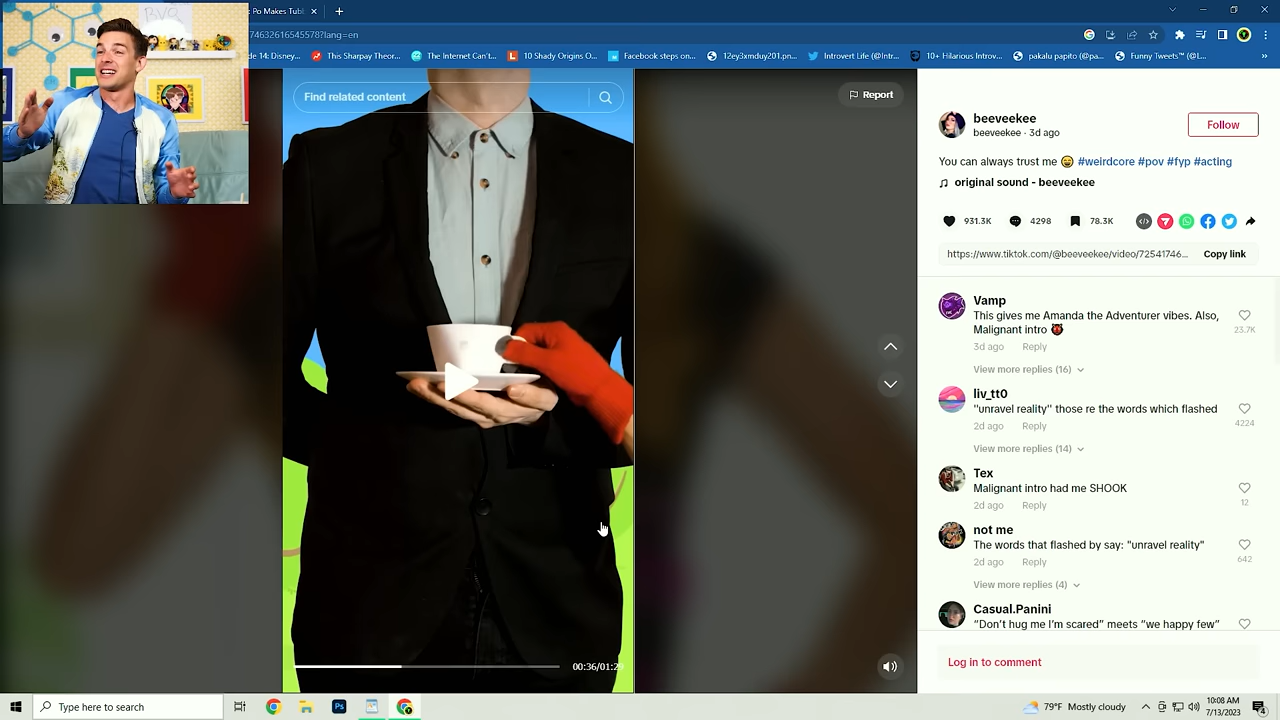 BVQ
Po Makes Tubb
7463261654557 8?lang=en
de 14: Disney...
This Sharpay Theor...
The Internet Can't...
10 Things Diego O...
Facebook steps on...
12ey3xmduy201.pn...
Introvert Life (@Intr...
10+ Hilarious Introv...
pakalu papito (@pa...
Funny Tweets™ (@L...
»
Find related content
Report
beeveekee
beeveekee · 3d ago
Follow
You can always trust me 😄 #weirdcore #pov #fyp #acting
original sound - beeveekee
931.3K
4298
78.3K
https://www.tiktok.com/@beeveekee/video/72541746...
Copy link
Vamp
This gives me Amanda the Adventurer vibes. Also,
Malignant intro 👹
23.7K
3d ago Reply
View more replies (16)
liv_tt0
"unravel reality" those re the words which flashed
4224
2d ago Reply
View more replies (14)
Tex
Malignant intro had me SHOOK
12
2d ago Reply
not me
The words that flashed by say: "unravel reality"
642
2d ago Reply
View more replies (4)
Casual.Panini
"Don't hug me I'm scared" meets "we happy few"
00:36/01:29
Log in to comment
Type here to search
79°F Mostly cloudy
10:08 AM
7/13/2023